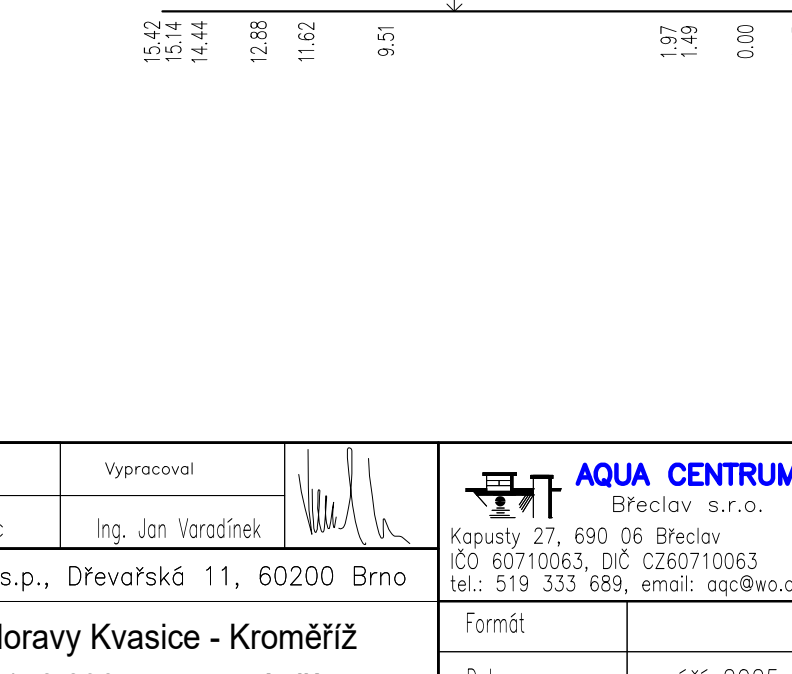 15.42
15.14
14.44
12.88
11.62
9.51
1.97
1.49
0.00
Vypracoval
Ing. Jan Varadínek
s.p., Dřevařská 11, 60200 Brno
Moravy Kvasice - Kroměříž
AQUA CENTRUM
Břeclav s.r.o.
Kapusty 27, 690 06 Břeclav
IČO 60710063, DIČ CZ60710063
tel.: 519 333 689, email: aqc@wo.c
Formát